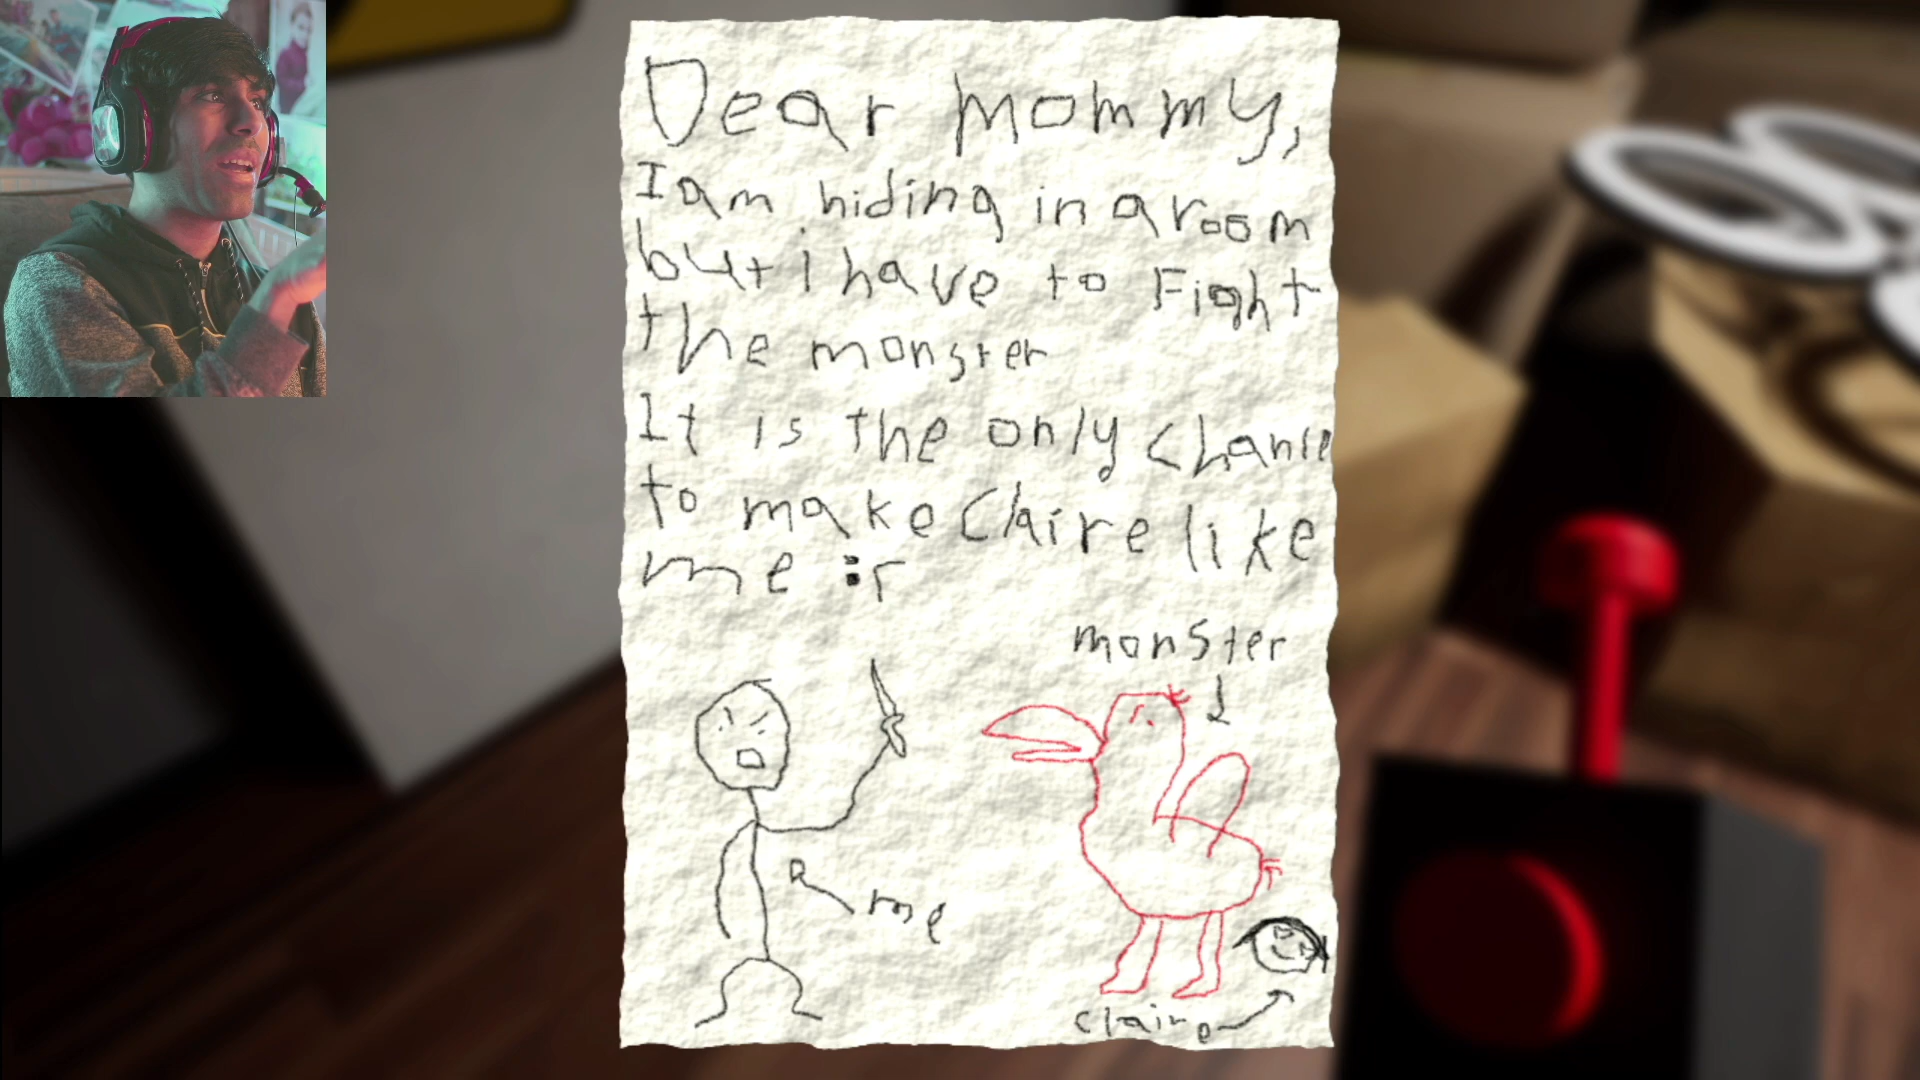 Dear Mommy,
I am hiding in a room
but i have to Fight
the monster
It is the only chance
to make Claire like
me :r
monster
me
claire